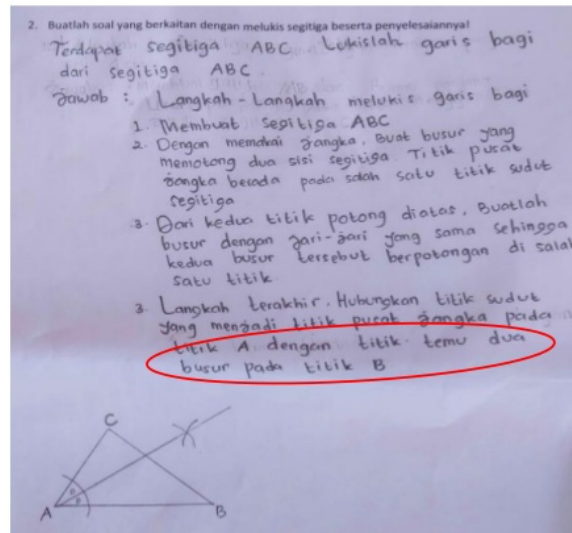 2. Buatlah soal yang berkaitan dengan melukis segitiga beserta penyelesaiannya!
Terdapat segitiga ABC Lukislah garis bagi
dari segitiga ABC.
Jawab : Langkah-Langkah melukis garis bagi
1. Membuat segitiga ABC
2. Dengan memakai jangka, Buat busur yang
memotong dua sisi segitiga. Titik pusat
jangka berada pada salah satu titik sudut
segitiga
3. Dari kedua titik potong diatas, Buatlah
busur dengan jari-jari yang sama sehingga
kedua busur tersebut berpotongan di salah
satu titik.
3. Langkah terakhir, Hubungkan titik sudut
yang menjadi titik pusat jangka pada
titik A dengan titik temu dua
busur pada titik B
C
A
B